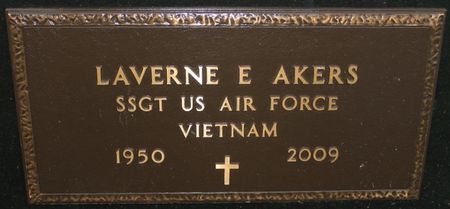 LAVERNE E AKERS
SSGT US AIR FORCE
VIETNAM
1950 2009